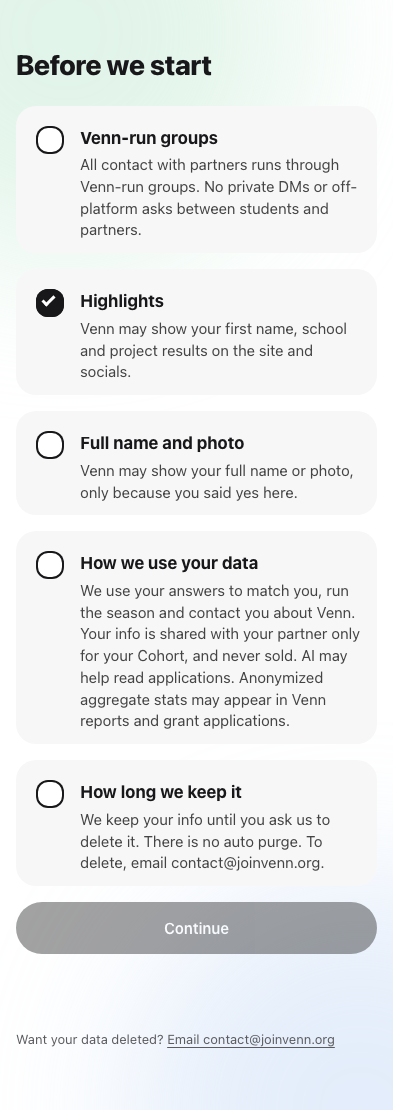 Before we start
Venn-run groups
All contact with partners runs through
Venn-run groups. No private DMs or off-
platform asks between students and
partners.
Highlights
Venn may show your first name, school
and project results on the site and
socials.
Full name and photo
Venn may show your full name or photo,
only because you said yes here.
How we use your data
We use your answers to match you, run
the season and contact you about Venn.
Your info is shared with your partner only
for your Cohort, and never sold. AI may
help read applications. Anonymized
aggregate stats may appear in Venn
reports and grant applications.
How long we keep it
We keep your info until you ask us to
delete it. There is no auto purge. To
delete, email contact@joinvenn.org.
Continue
Want your data deleted? Email contact@joinvenn.org